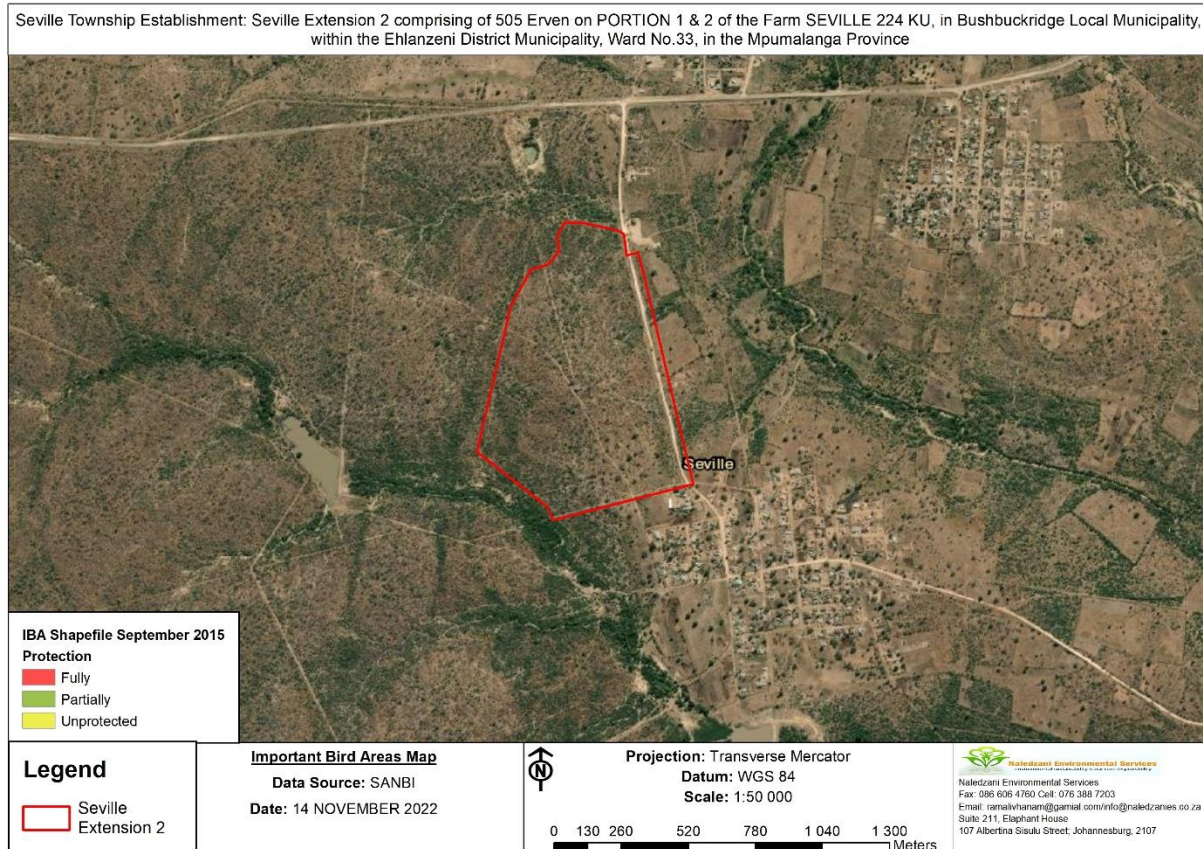 Seville Township Establishment: Seville Extension 2 comprising of 505 Erven on PORTION 1 & 2 of the Farm SEVILLE 224 KU, in Bushbuckridge Local Municipality,
within the Ehlanzeni District Municipality, Ward No.33, in the Mpumalanga Province
Seville
IBA Shapefile September 2015
Protection
Fully
Partially
Unprotected
Legend
Seville
Extension 2
Important Bird Areas Map
Data Source: SANBI
Date: 14 NOVEMBER 2022
N
Projection: Transverse Mercator
Datum: WGS 84
Scale: 1:50 000
0 130 260 520 780 1 040 1 300
Meters
Naledzani Environmental Services
Naledzani Environmental Services
Fax: 086 606 4760 Cell: 076 388 7203
Email: ramalivhanam@gamial.com/info@naledzanies.co.za
Suite 211, Elaphant House
107 Albertina Sisulu Street; Johannesburg, 2107